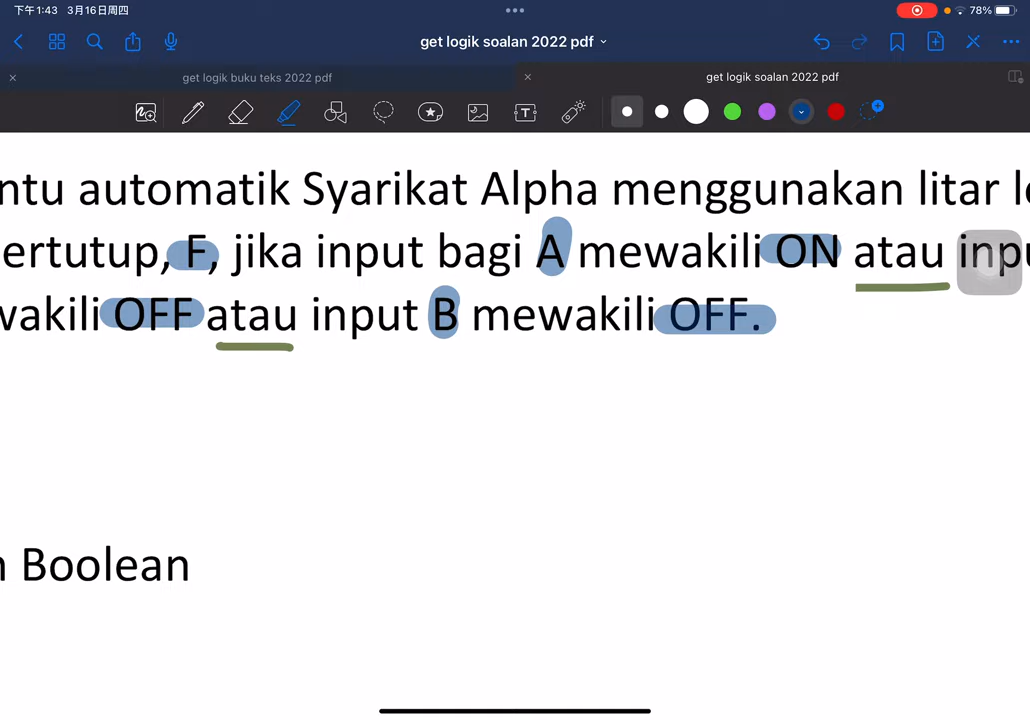 下午1:43 3月16日周四
78%
get logik soalan 2022 pdf
get logik buku teks 2022 pdf
get logik soalan 2022 pdf
T
ntu automatik Syarikat Alpha menggunakan litar l
ertutup, F, jika input bagi A mewakili ON atau inp
wakili OFF atau input B mewakili OFF.
n Boolean